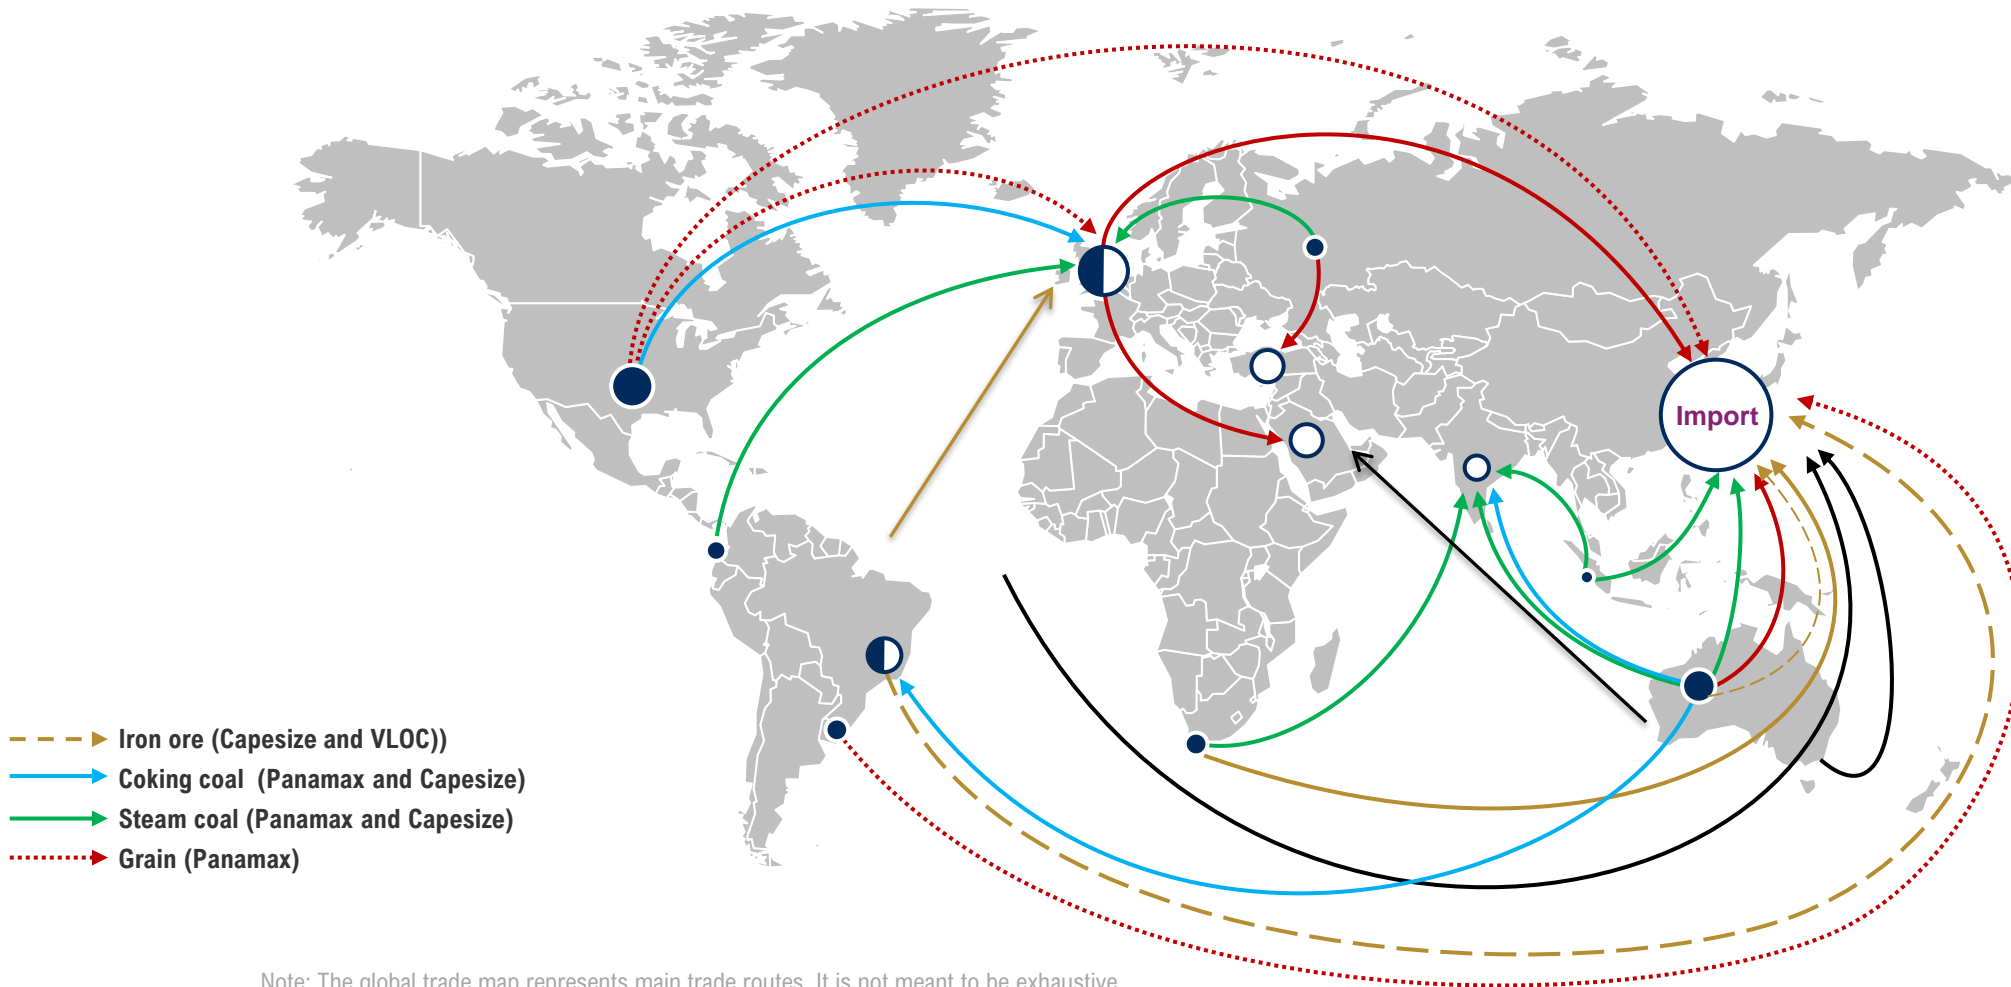 Import
Iron ore (Capesize and VLOC))
Coking coal (Panamax and Capesize)
Steam coal (Panamax and Capesize)
Grain (Panamax)
Note: The global trade map represents main trade routes. It is not meant to be exhaustive